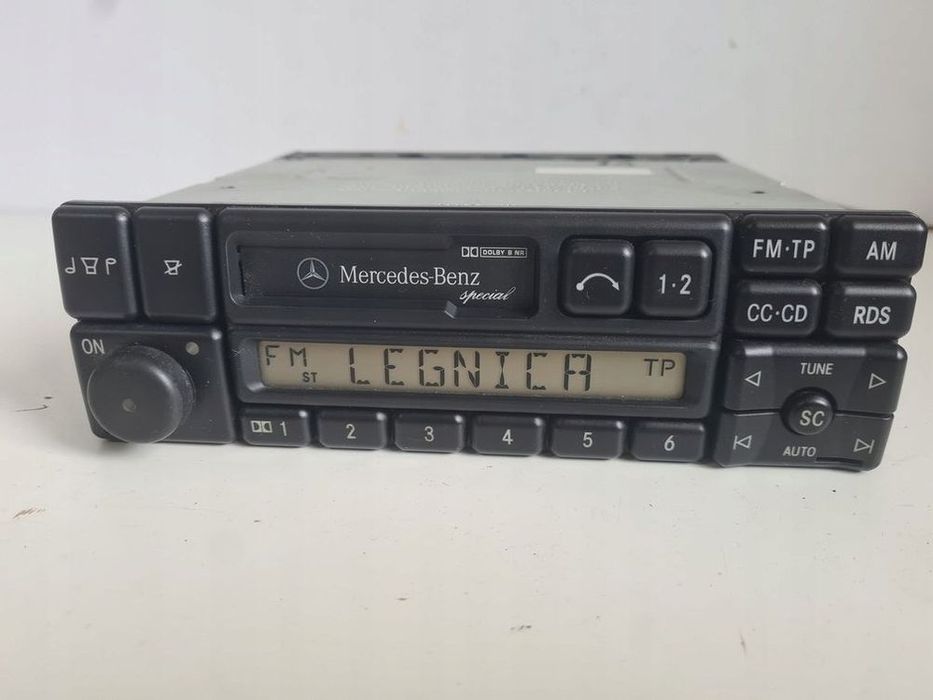 DOLBY B NR
Mercedes-Benz
special
1·2
FM·TP
AM
CC·CD
RDS
ON
FM
ST
LEGNICA
TP
TUNE
SC
AUTO
1
2
3
4
5
6